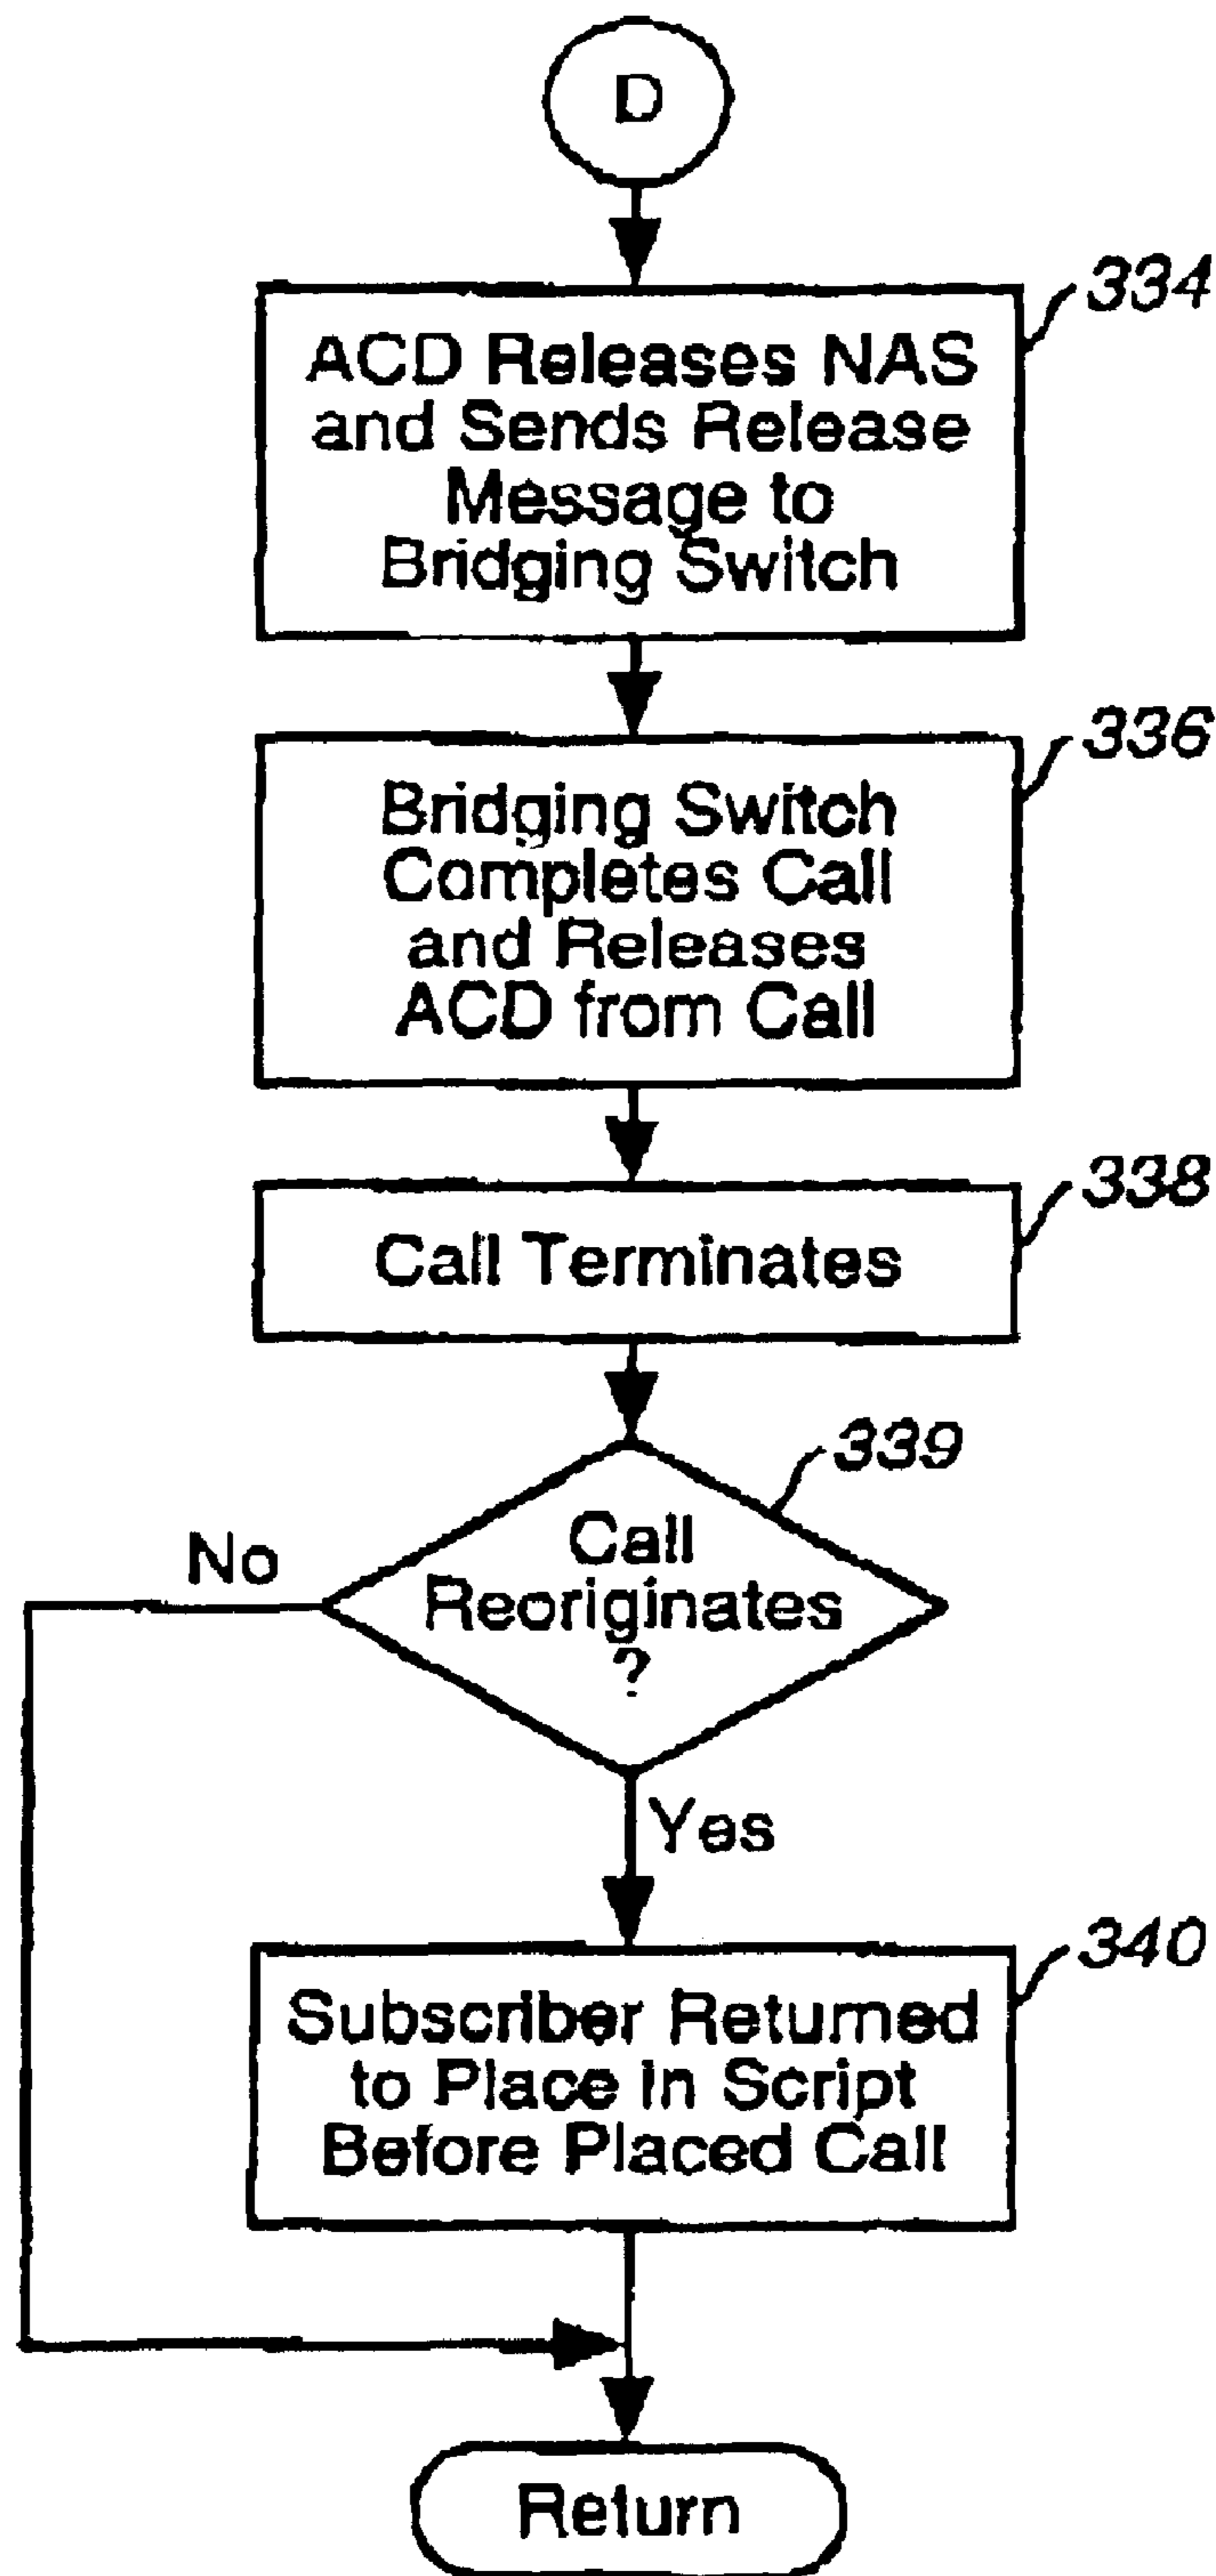 D
334
ACD Releases NAS
and Sends Release
Message to
Bridging Switch
336
Bridging Switch
Completes Call
and Releases
ACD from Call
338
Call Terminates
339
Call
Reoriginates
?
No
Yes
340
Subscriber Returned
to Place in Script
Before Placed Call
Return